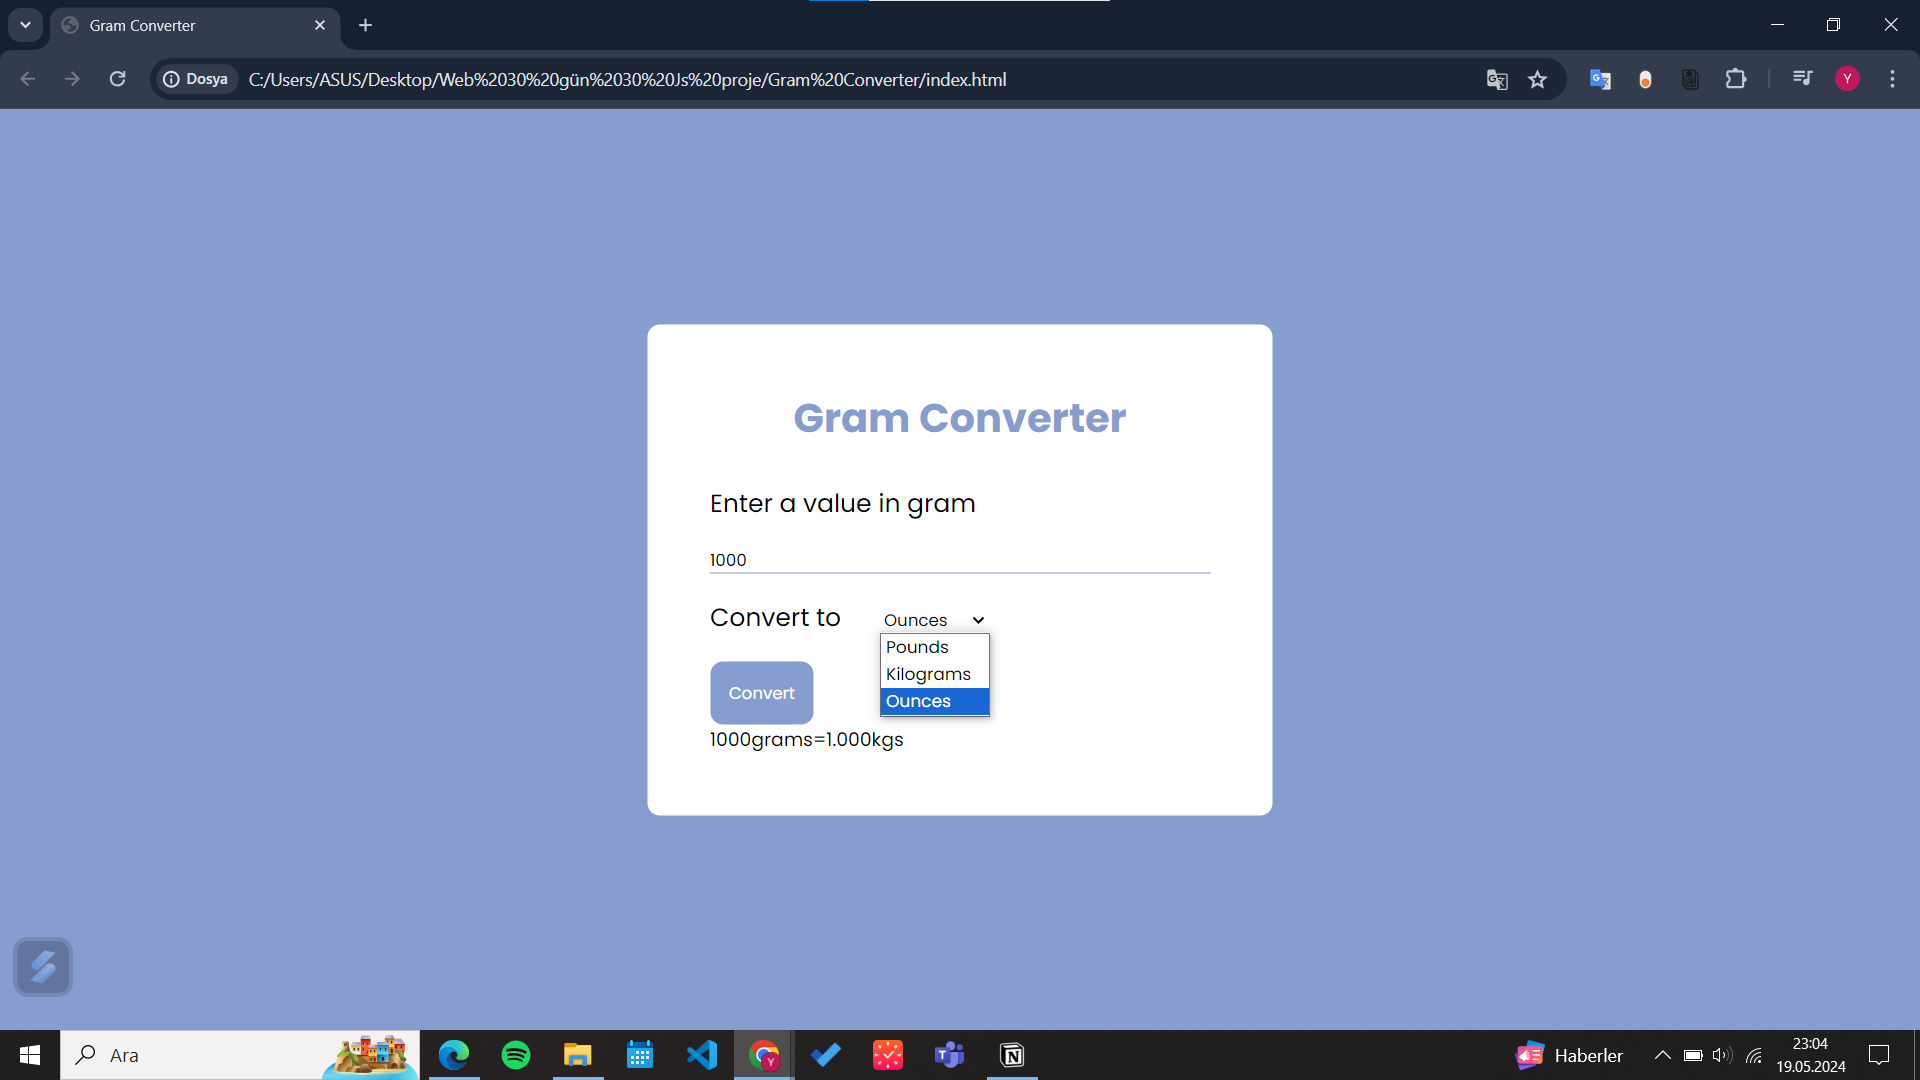 Gram Converter
Dosya
C:/Users/ASUS/Desktop/Web%2030%20gün%2030%20Js%20proje/Gram%20Converter/index.html
Y
Gram Converter
Enter a value in gram
1000
Convert to
Ounces
Pounds
Kilograms
Ounces
Convert
1000grams=1.000kgs
Ara
Haberler
23:04
19.05.2024